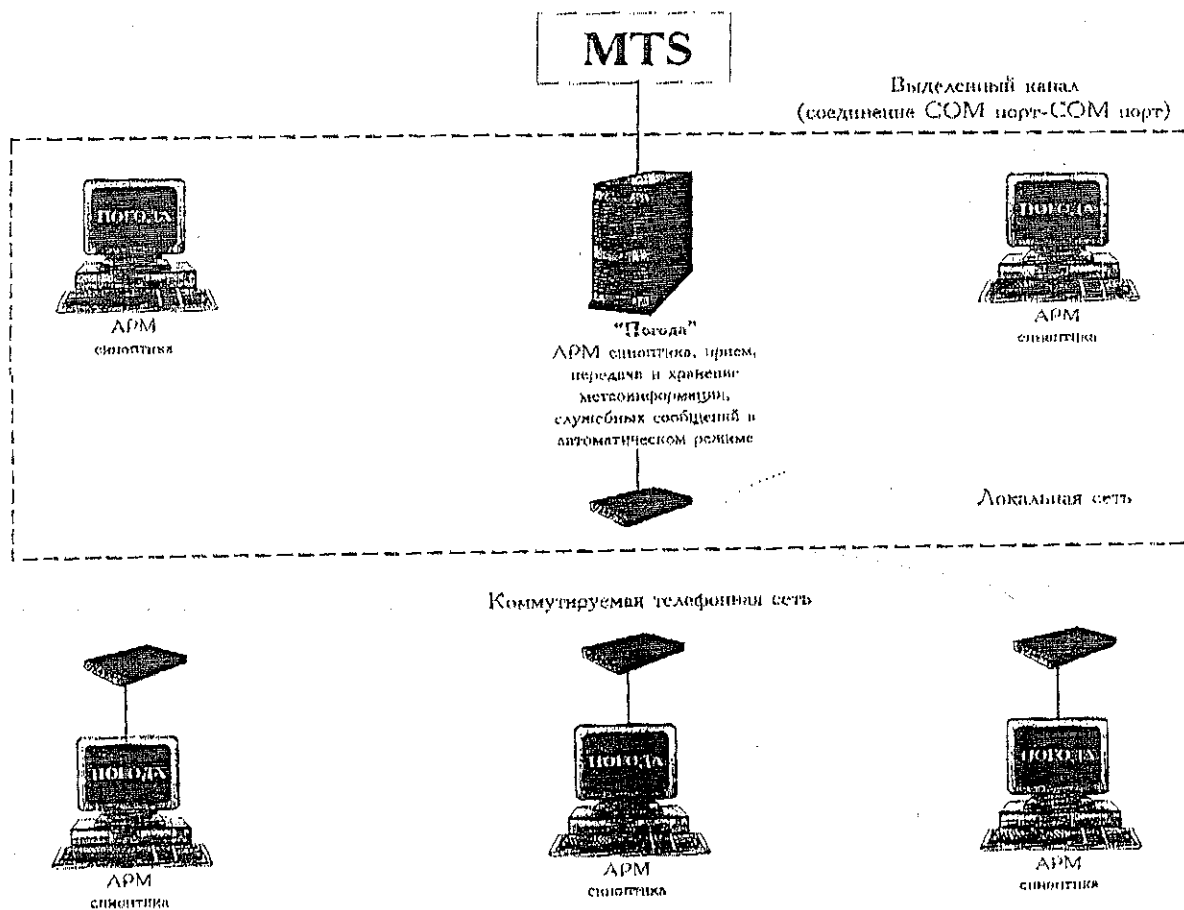 MTS
Выделенный канал
(соединение COM порт-COM порт)
ПОГОДА
ПОГОДА
АРМ
синоптика
"Погода"
АРМ синоптика, прием,
передача и хранение
метеоинформации,
служебных сообщений в
автоматическом режиме
АРМ
синоптика
Локальная сеть
Коммутируемая телефонная сеть
ПОГОДА
ПОГОДА
ПОГОДА
АРМ
синоптика
АРМ
синоптика
АРМ
синоптика